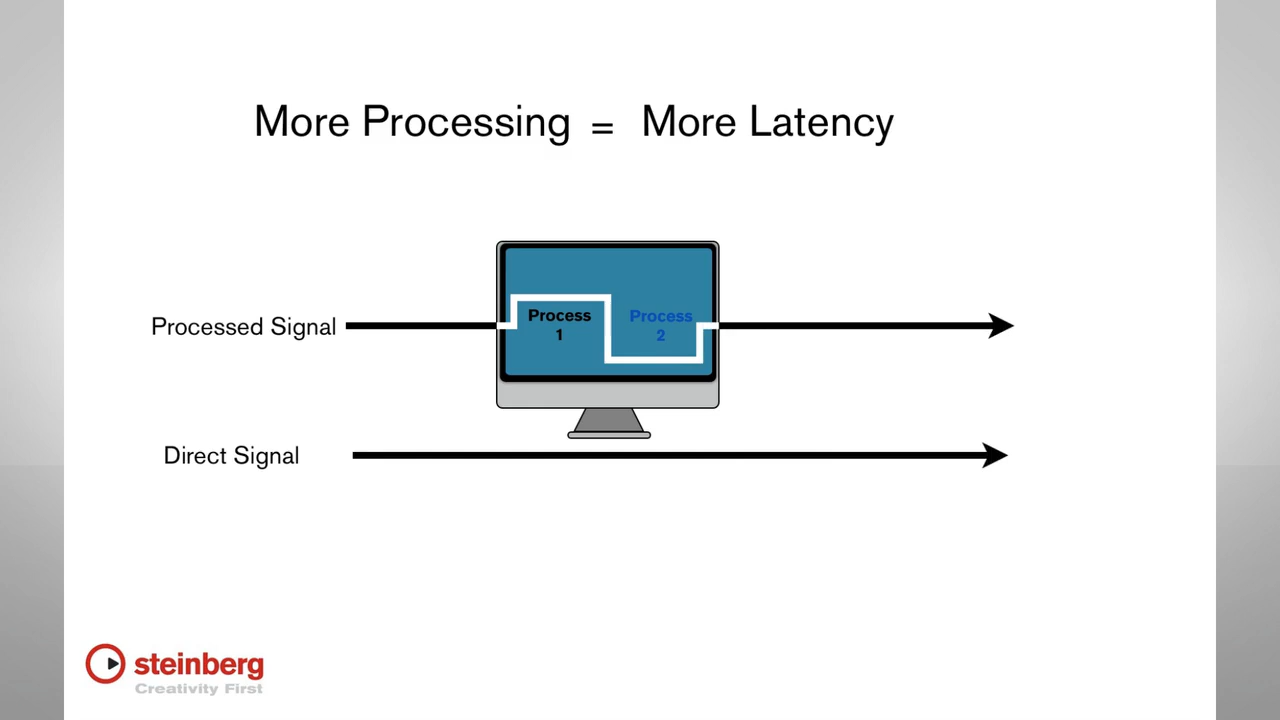 More Processing = More Latency
Processed Signal
Process
1
Process
2
Direct Signal
steinberg
Creativity First